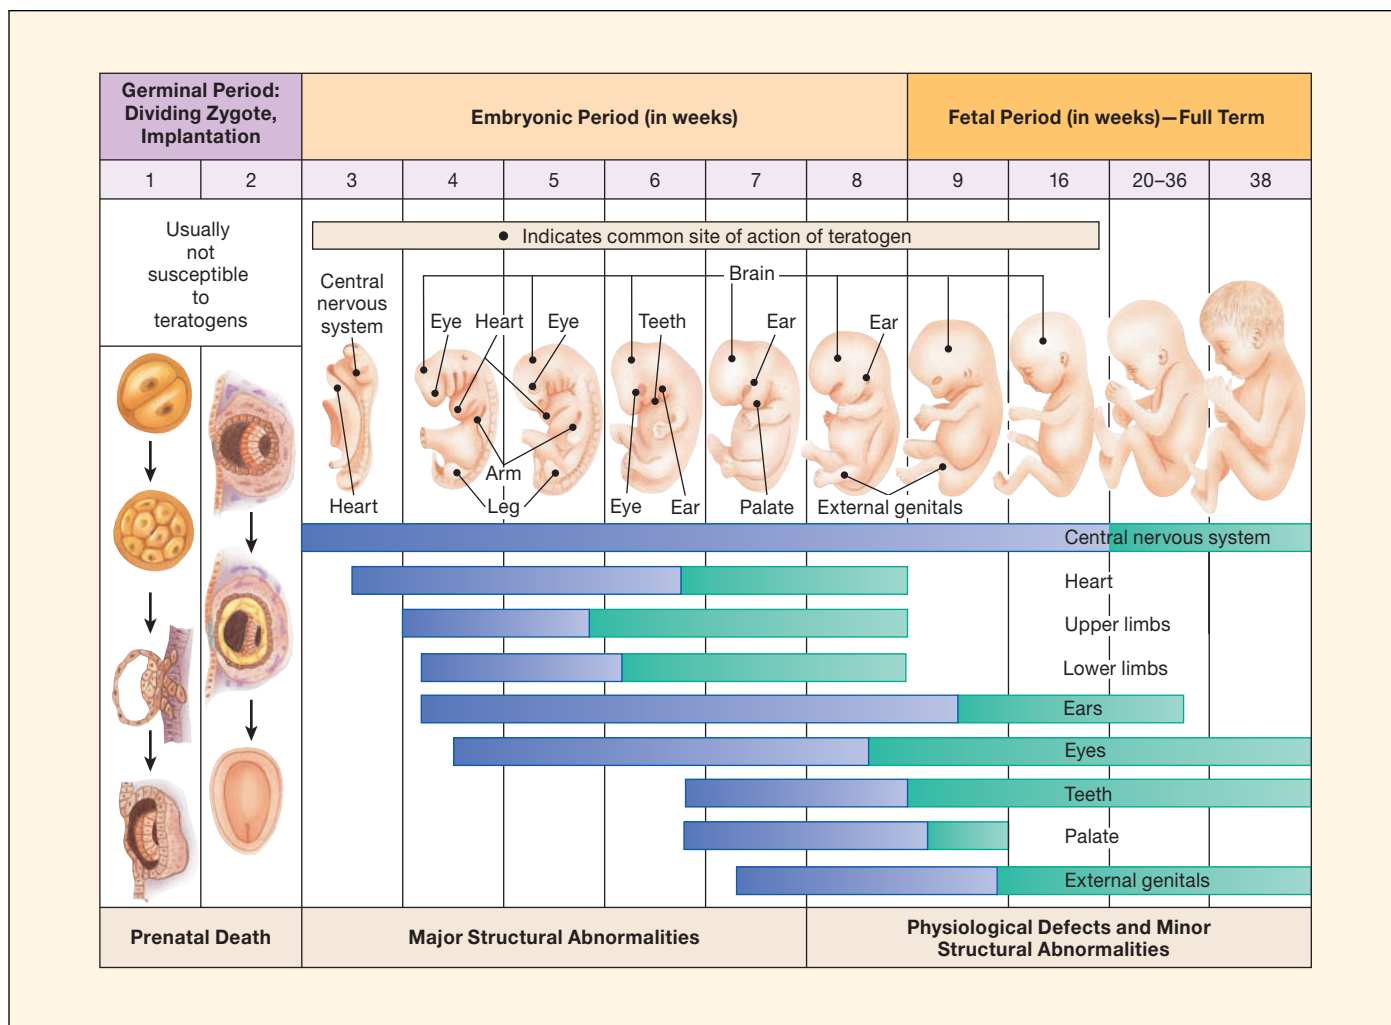 Germinal Period:
Dividing Zygote,
Implantation
Embryonic Period (in weeks)
Fetal Period (in weeks)—Full Term
1
2
3
4
5
6
7
8
9
16
20–36
38
Usually
not
susceptible
to
teratogens
• Indicates common site of action of teratogen
Central
nervous
system
Brain
Eye
Heart
Eye
Teeth
Ear
Ear
Heart
Arm
Leg
Eye
Ear
Palate
External genitals
Central nervous system
Heart
Upper limbs
Lower limbs
Ears
Eyes
Teeth
Palate
External genitals
Prenatal Death
Major Structural Abnormalities
Physiological Defects and Minor
Structural Abnormalities